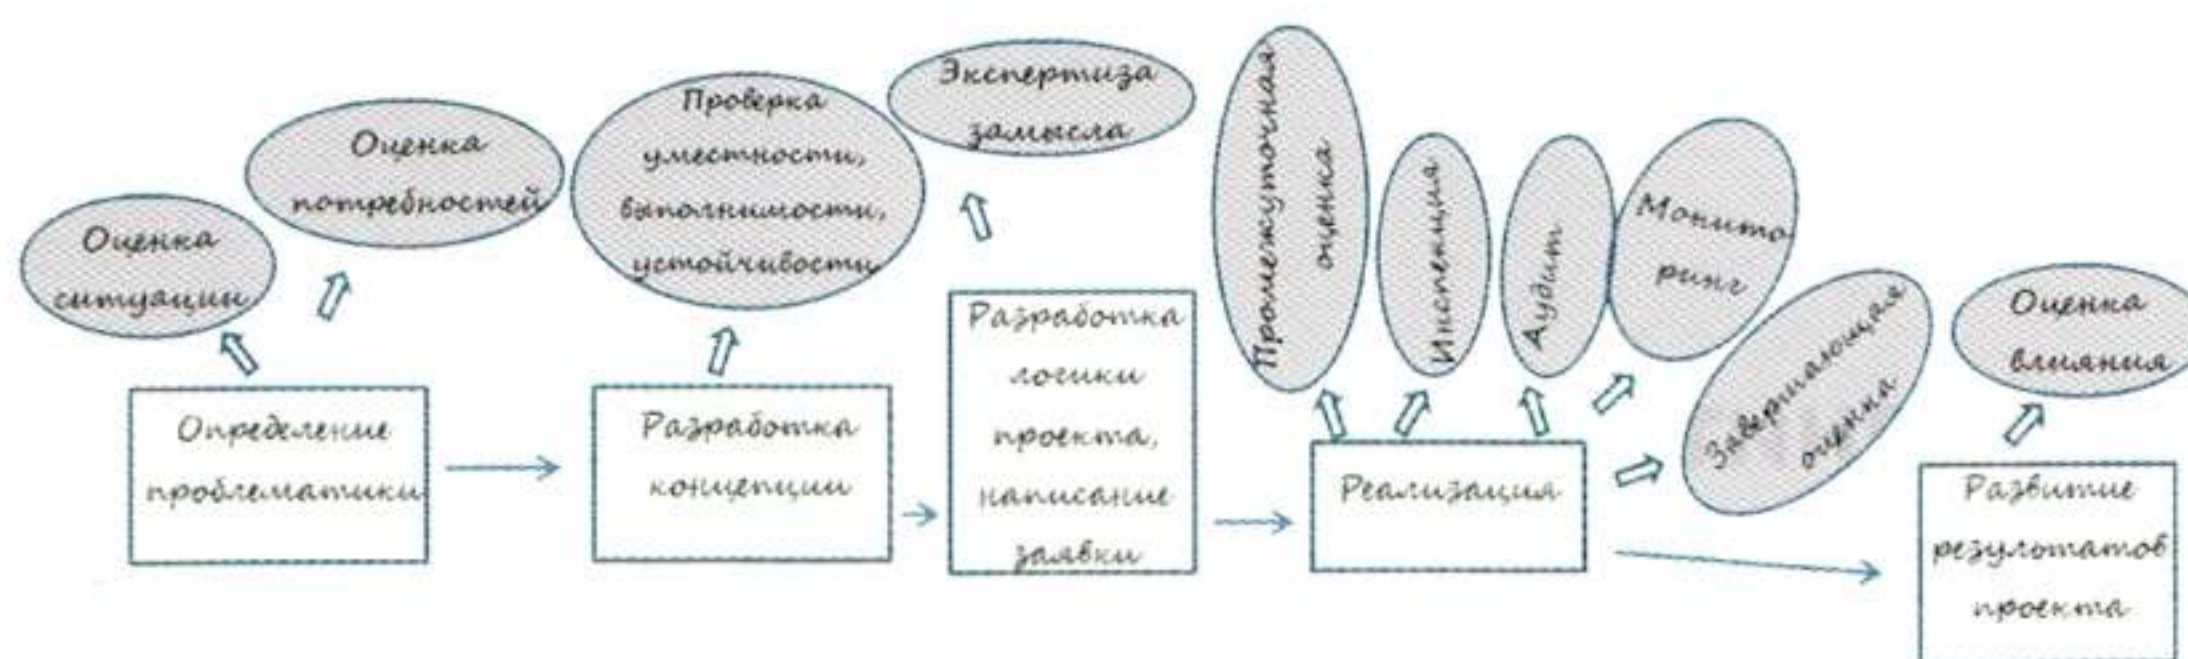 Оценка
ситуации
Оценка
потребностей
Проверка
уместности,
выполнимости,
устойчивости
Экспертиза
замысла
Промежуточная
оценка
Инспекция
Аудит
Монито
ринг
Завершающая
оценка
Оценка
влияния
Определение
проблематики
Разработка
концепции
Разработка
логики
проекта,
написание
заявки
Реализация
Развитие
результатов
проекта